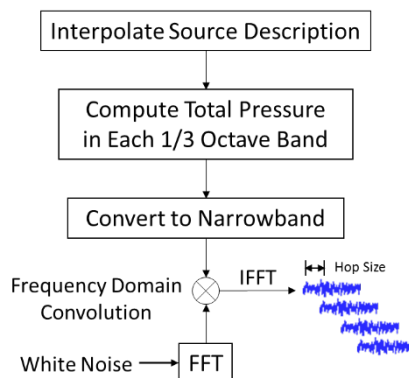 Interpolate Source Description
Compute Total Pressure
in Each 1/3 Octave Band
Convert to Narrowband
Hop Size
IFFT
Frequency Domain
Convolution
White Noise
FFT